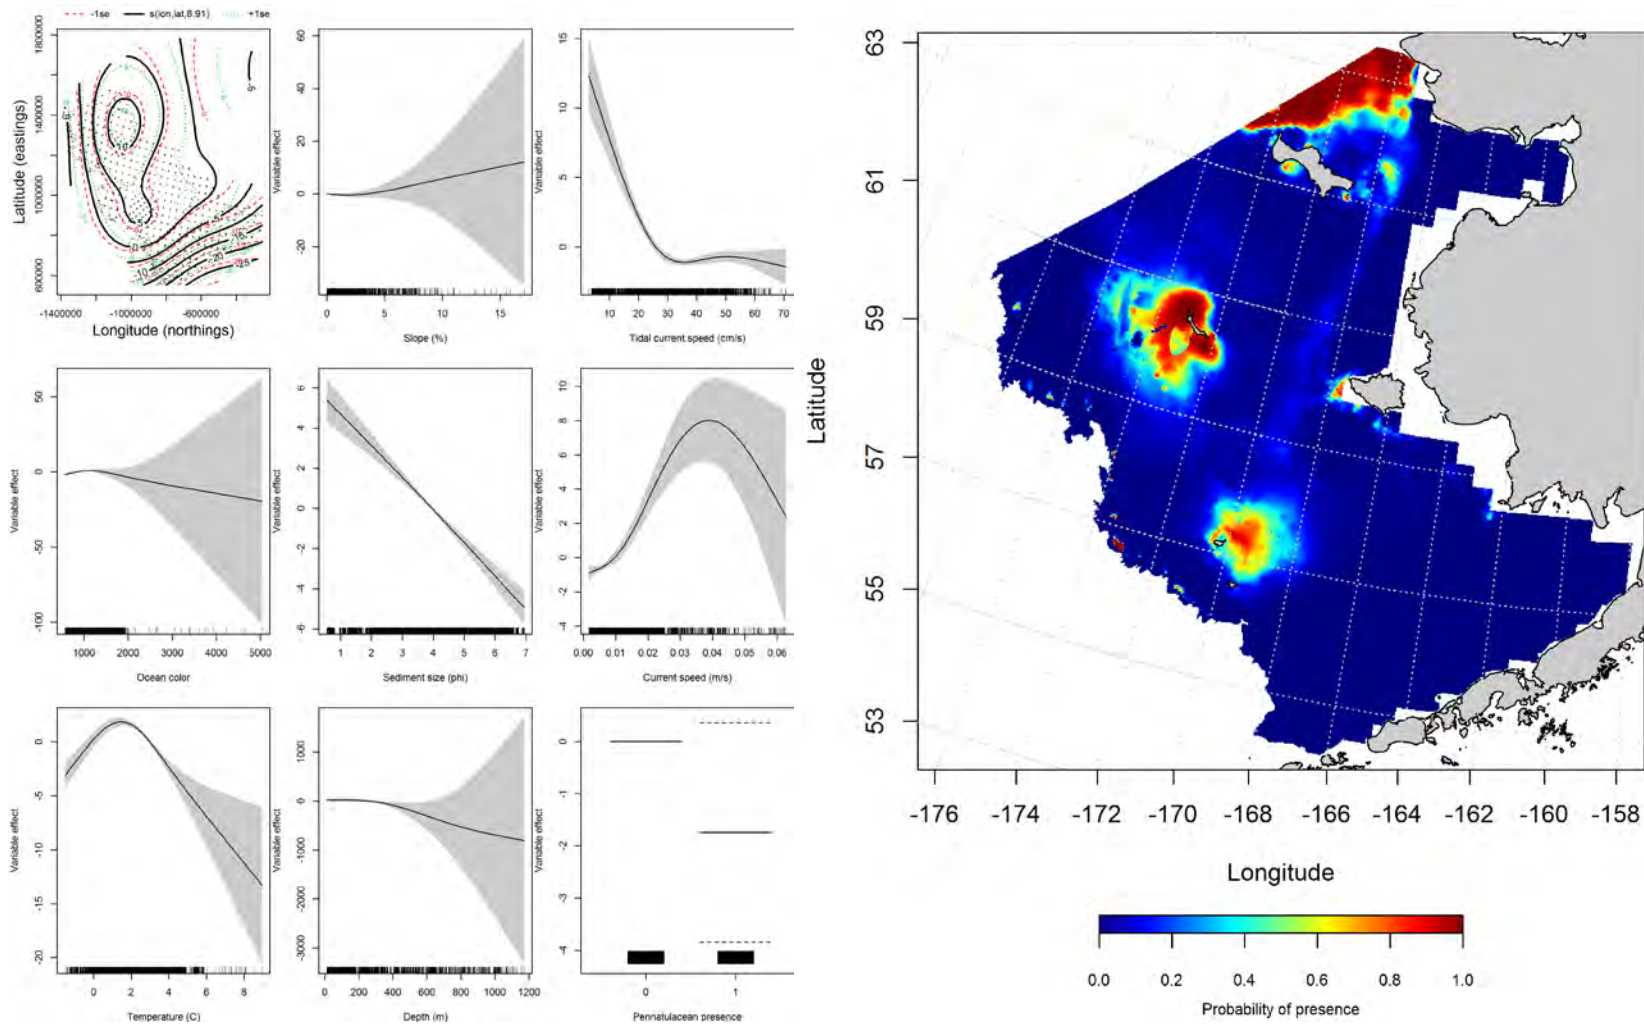 -1se s(lon,lat,8.91) +1se
Latitude (eastings)
600000 1000000 1400000 1800000
-1400000 -1000000 -600000
Longitude (northings)
Variable effect
60
40
20
0
-20
0 5 10 15
Slope (%)
Variable effect
15
10
5
0
0 10 20 30 40 50 60 70
Tidal current speed (cm/s)
Variable effect
50
0
-50
-100
1000 2000 3000 4000 5000
Ocean color
Variable effect
6
4
2
0
-2
-4
-6
1 2 3 4 5 6 7
Sediment size (phi)
Variable effect
10
8
6
4
2
0
-2
-4
0.00 0.01 0.02 0.03 0.04 0.05 0.06
Current speed (m/s)
Variable effect
0
-5
-10
-15
-20
0 2 4 6 8
Temperature (C)
Variable effect
1000
0
-1000
-2000
-3000
0 200 400 600 800 1000 1200
Depth (m)
Variable effect
0
-1
-2
-3
-4
0 1
Pennatulacean presence
Latitude
63
61
59
57
55
53
-176 -174 -172 -170 -168 -166 -164 -162 -160 -158
Longitude
0.0 0.2 0.4 0.6 0.8 1.0
Probability of presence